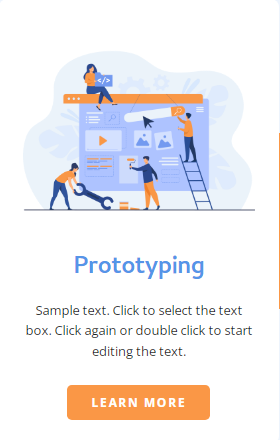 </>
Prototyping
Sample text. Click to select the text
box. Click again or double click to start
editing the text.
LEARN MORE